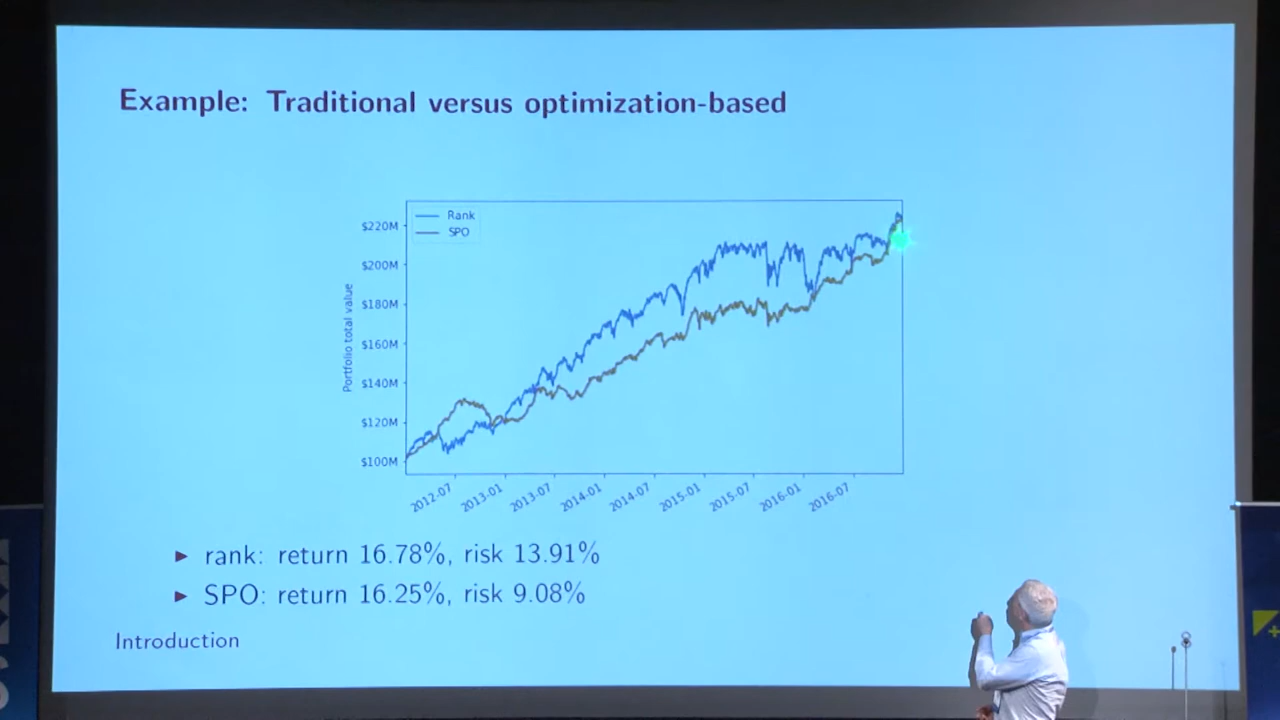 Example: Traditional versus optimization-based
Rank
SPO
$220M
$200M
$180M
$160M
$140M
$120M
$100M
Portfolio total value
2012-07
2013-01
2013-07
2014-01
2014-07
2015-01
2015-07
2016-01
2016-07
► rank: return 16.78%, risk 13.91%
► SPO: return 16.25%, risk 9.08%
Introduction